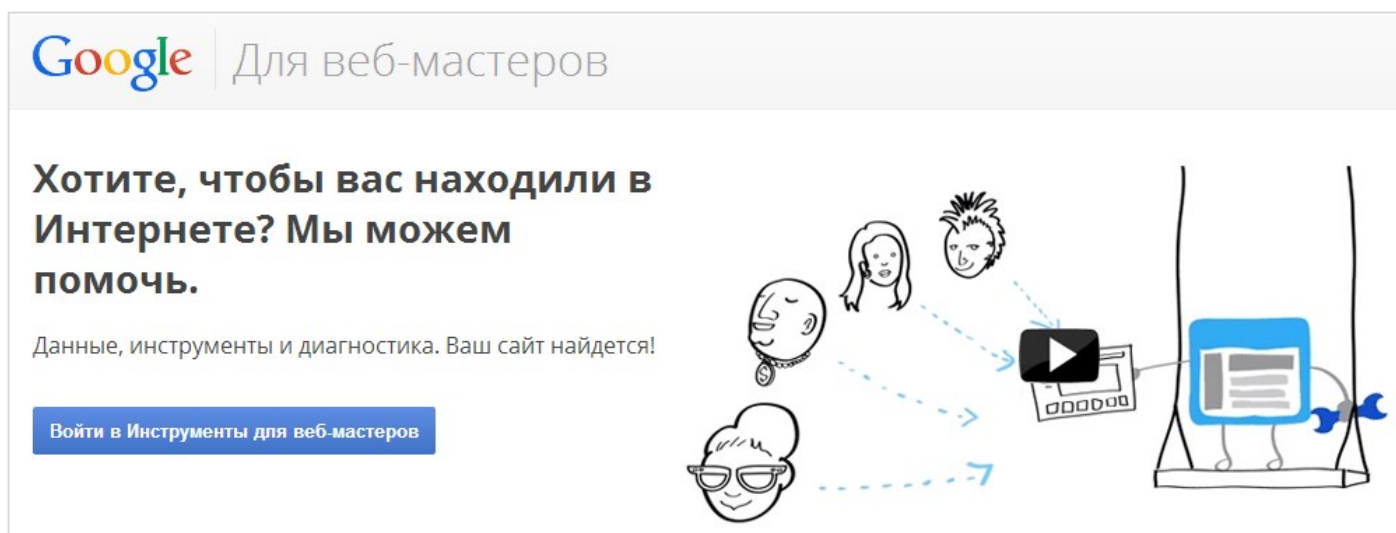 Google Для веб-мастеров
Хотите, чтобы вас находили в
Интернете? Мы можем
помочь.
Данные, инструменты и диагностика. Ваш сайт найдется!
Войти в Инструменты для веб-мастеров
$